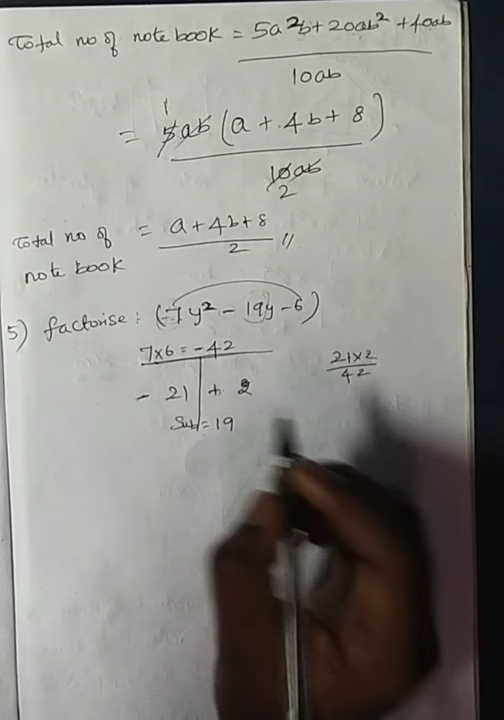 Total no of note book = 5a²b+20ab²+40ab
10ab
= 5ab (a + 4b + 8)
1
10ab
2
Total no of note book = a+4b+8
2 //
5) factorise: (7y² - 19y - 6)
7x6 = -42
21x2
42
- 21 + 2
Sub = 19